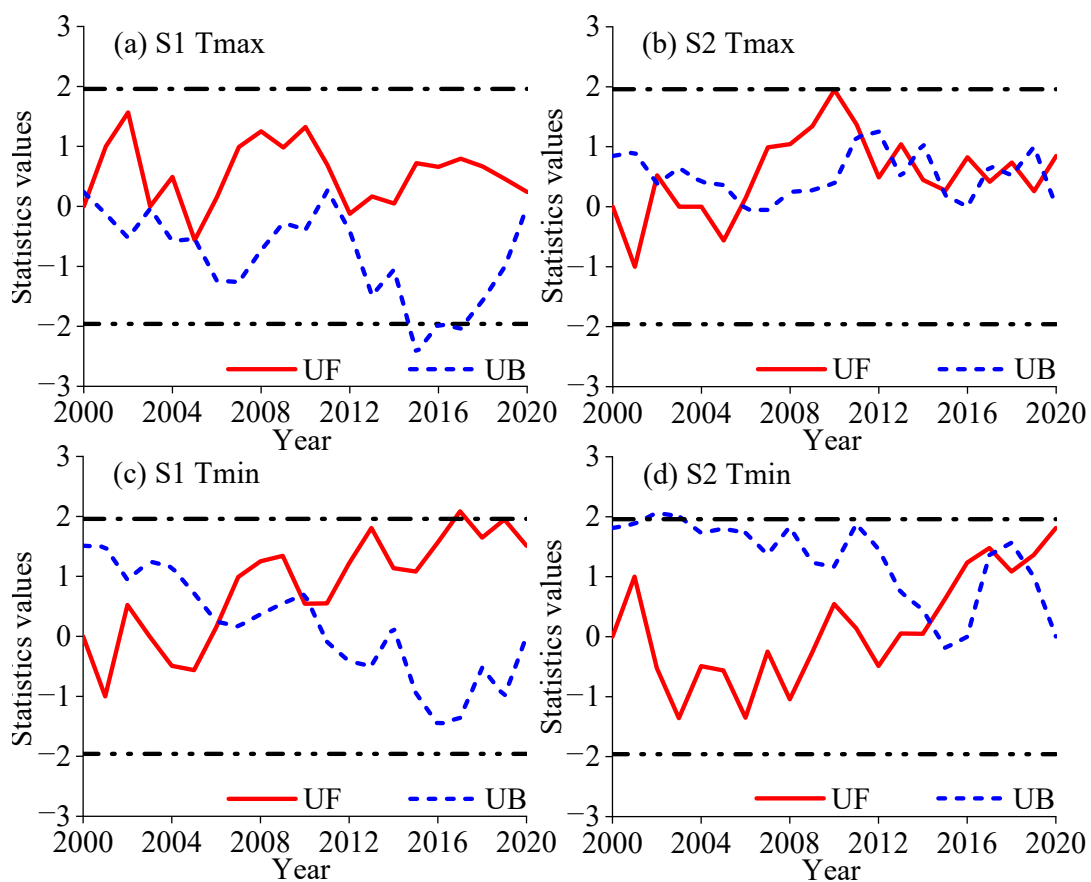 (a) S1 Tmax
3
2
1
0
−1
−2
−3
Statistics values
UF
UB
2000 2004 2008 2012 2016 2020
Year
(b) S2 Tmax
3
2
1
0
−1
−2
−3
Statistics values
UF
UB
2000 2004 2008 2012 2016 2020
Year
(c) S1 Tmin
3
2
1
0
−1
−2
−3
Statistics values
UF
UB
2000 2004 2008 2012 2016 2020
Year
(d) S2 Tmin
3
2
1
0
−1
−2
−3
Statistics values
UF
UB
2000 2004 2008 2012 2016 2020
Year